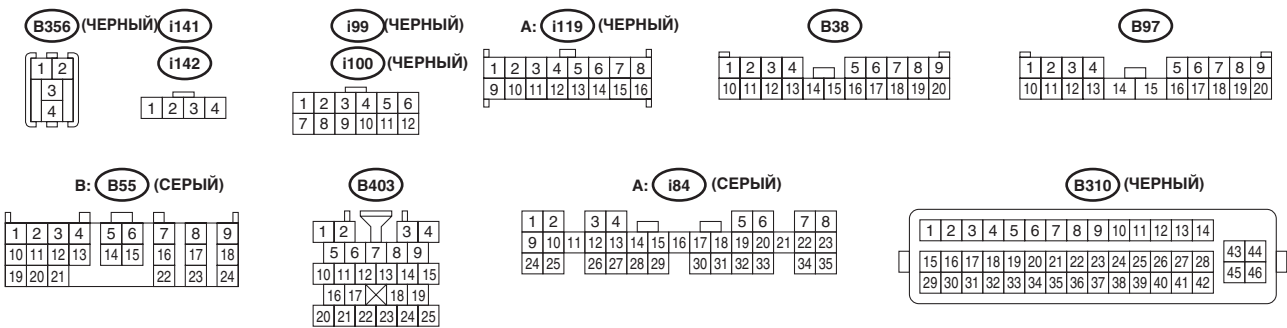 B356 (ЧЕРНЫЙ) i141 i99 (ЧЕРНЫЙ) A: i119 (ЧЕРНЫЙ) B38 B97
i142 i100 (ЧЕРНЫЙ)
1 2
3
4
1 2 3 4
1 2 3 4 5 6
7 8 9 10 11 12
1 2 3 4 5 6 7 8
9 10 11 12 13 14 15 16
1 2 3 4 5 6 7 8 9
10 11 12 13 14 15 16 17 18 19 20
1 2 3 4 5 6 7 8 9
10 11 12 13 14 15 16 17 18 19 20
B: B55 (СЕРЫЙ) B403 A: i84 (СЕРЫЙ) B310 (ЧЕРНЫЙ)
1 2 3 4 5 6 7 8 9
10 11 12 13 14 15 16 17 18
19 20 21 22 23 24
1 2 3 4
5 6 7 8 9
10 11 12 13 14 15
16 17 18 19
20 21 22 23 24 25
1 2 3 4 5 6 7 8
9 10 11 12 13 14 15 16 17 18 19 20 21 22 23
24 25 26 27 28 29 30 31 32 33 34 35
1 2 3 4 5 6 7 8 9 10 11 12 13 14
15 16 17 18 19 20 21 22 23 24 25 26 27 28
29 30 31 32 33 34 35 36 37 38 39 40 41 42
43 44
45 46